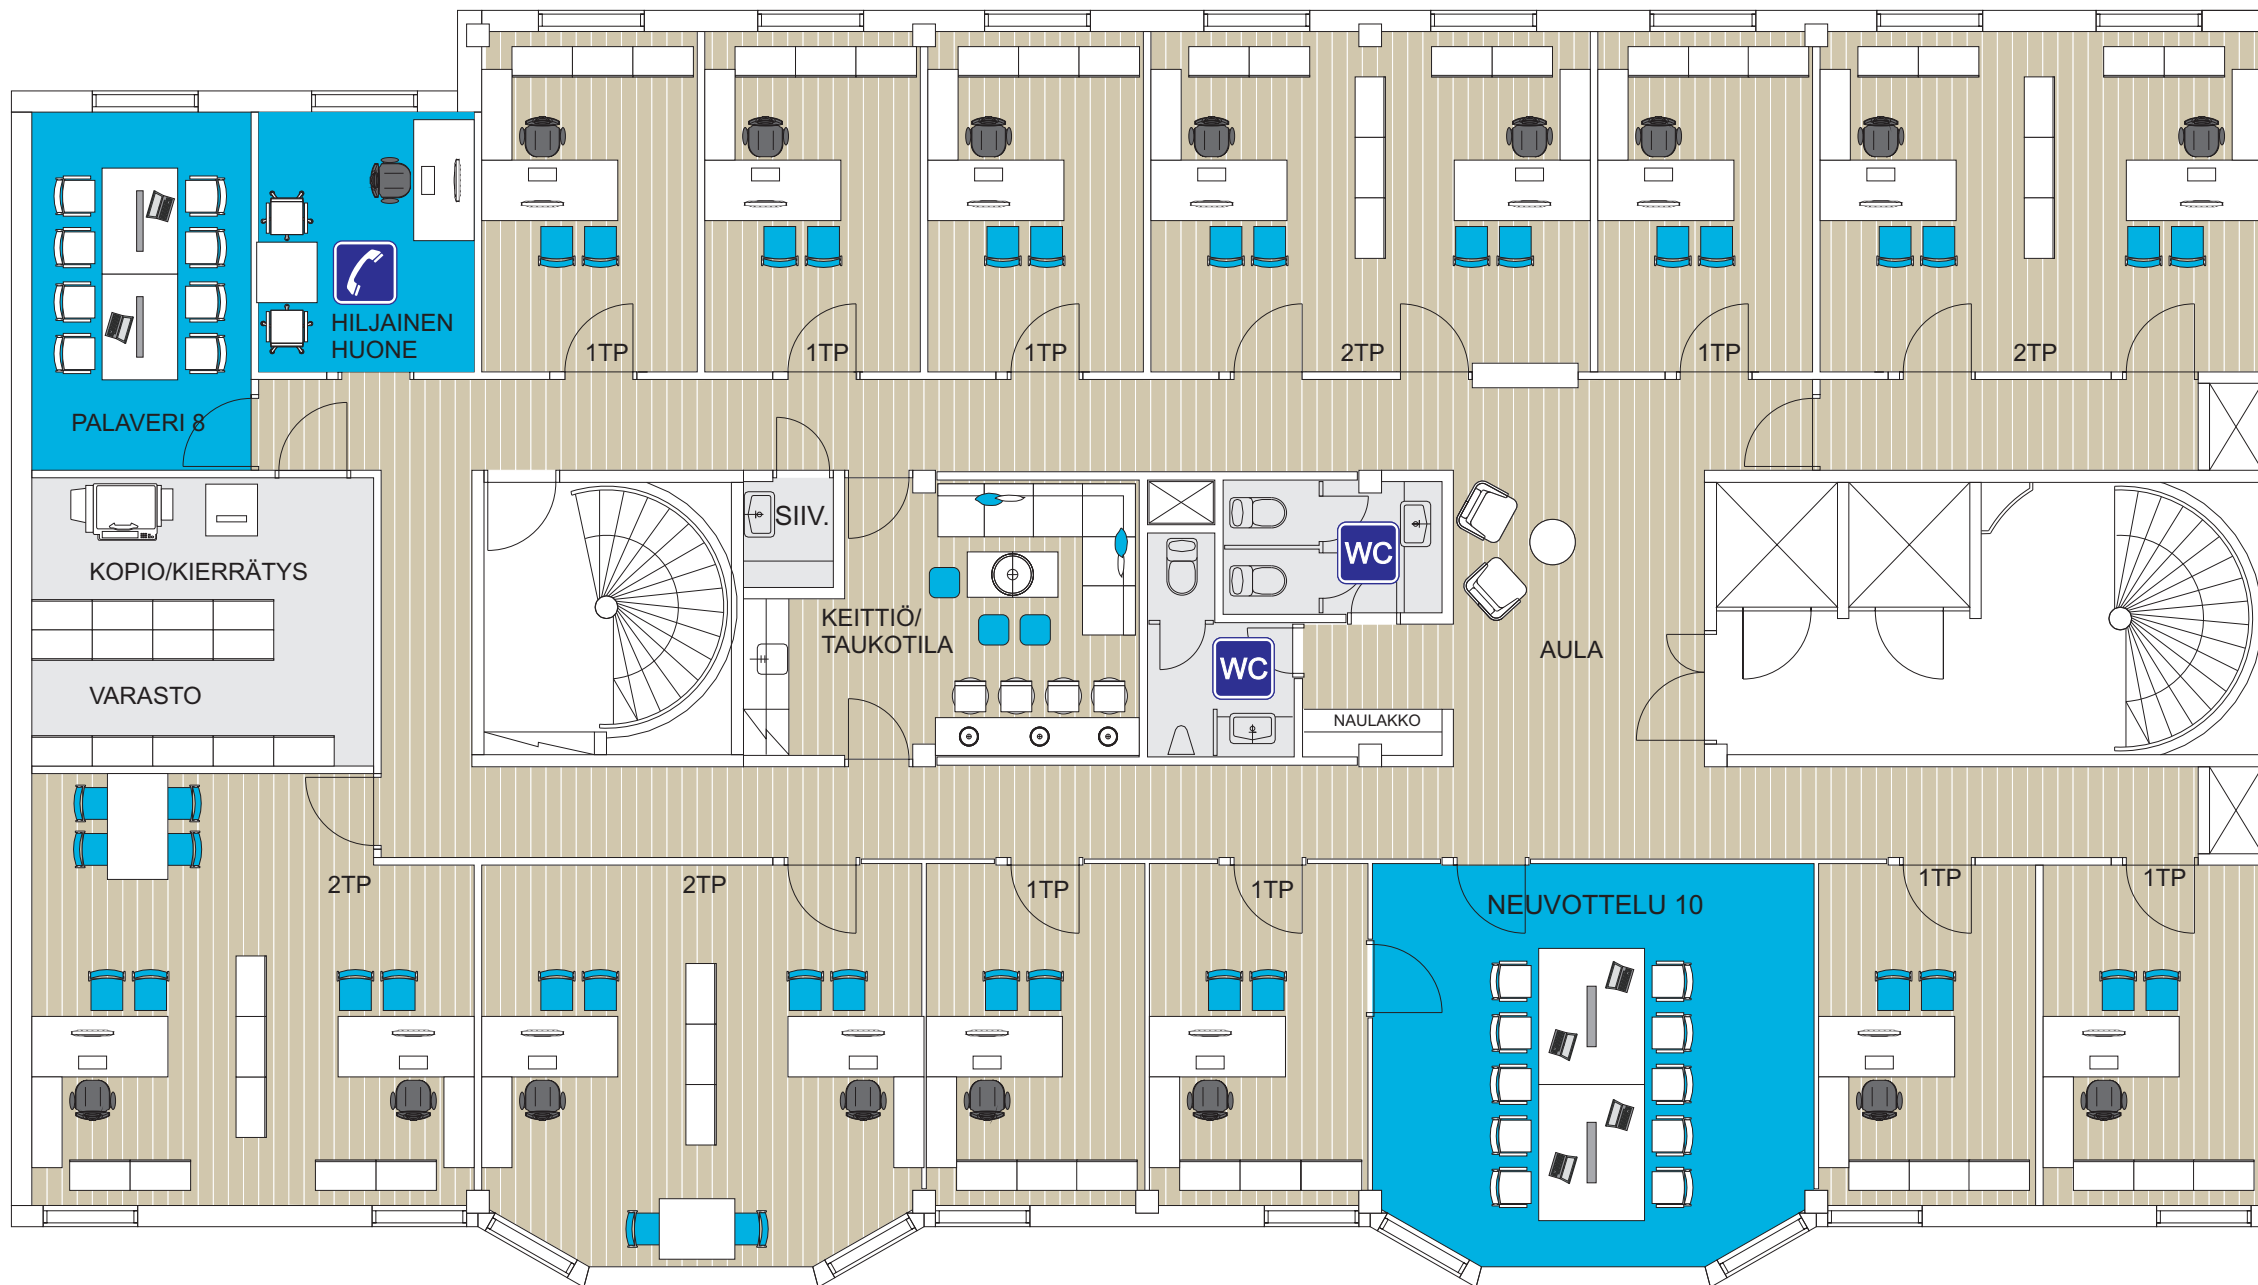 HILJAINEN
HUONE
1TP
1TP
1TP
2TP
1TP
2TP
PALAVERI 8
SIIV.
WC
KOPIO/KIERRÄTYS
KEITTIÖ/
TAUKOTILA
AULA
WC
VARASTO
NAULAKKO
2TP
2TP
1TP
1TP
NEUVOTTELU 10
1TP
1TP